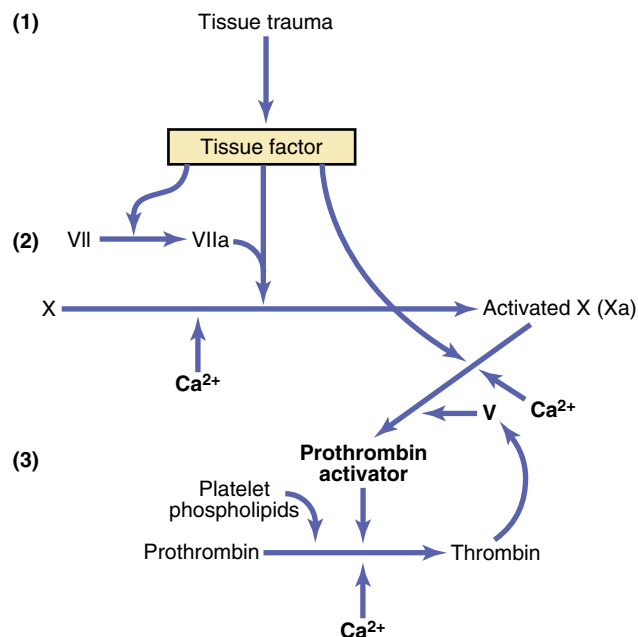 (1)
Tissue trauma
Tissue factor
(2)
VII
VIIa
X
Activated X (Xa)
Ca2+
Ca2+
V
(3)
Prothrombin
activator
Platelet
phospholipids
Prothrombin
Thrombin
Ca2+